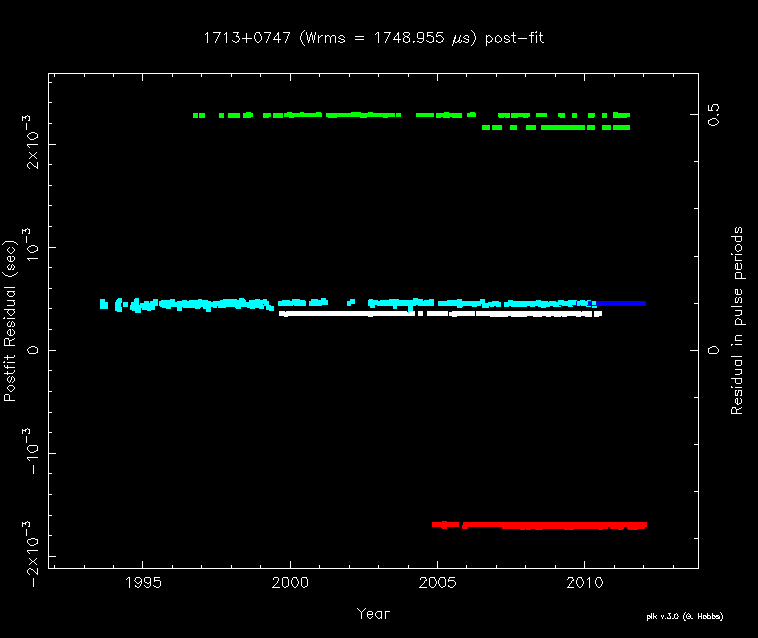 1713+0747 (Wrms = 1748.955 μs) post-fit
Postfit Residual (sec)
2×10⁻³
10⁻³
0
-10⁻³
-2×10⁻³
0.5
0
Residual in pulse periods
1995 2000 2005 2010
Year
plk v.3.0 (G. Hobbs)